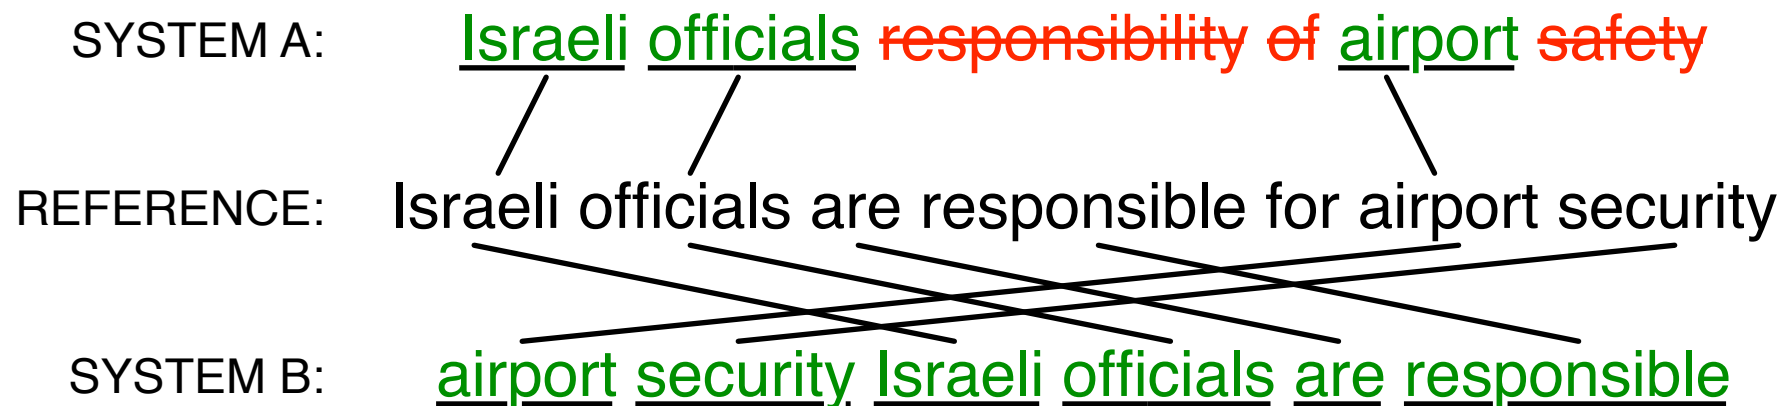 SYSTEM A: Israeli officials responsibility of airport safety
REFERENCE: Israeli officials are responsible for airport security
SYSTEM B: airport security Israeli officials are responsible